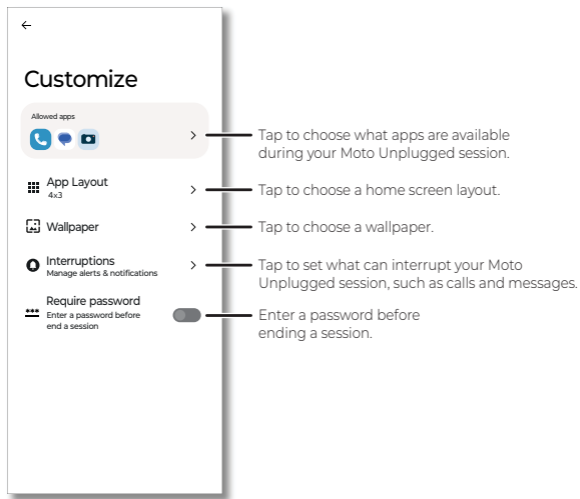 Customize
Allowed apps
Tap to choose what apps are available
during your Moto Unplugged session.
App Layout
4x3
Tap to choose a home screen layout.
Wallpaper
Tap to choose a wallpaper.
Interruptions
Manage alerts & notifications
Tap to set what can interrupt your Moto
Unplugged session, such as calls and messages.
Require password
Enter a password before
end a session
Enter a password before
ending a session.